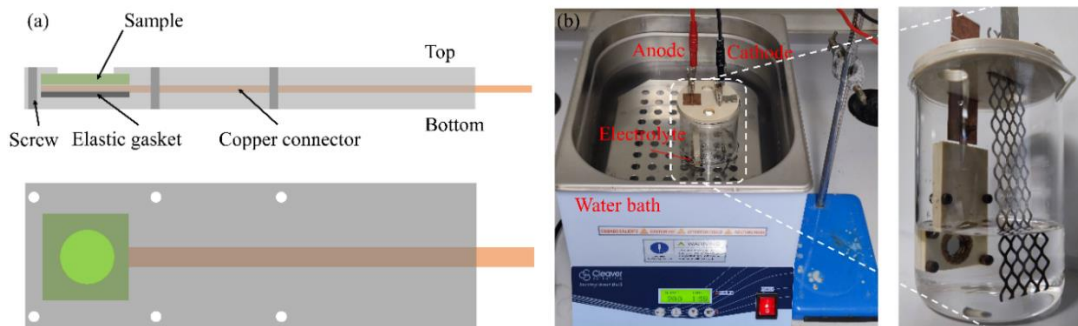 (a)
Sample
Top
Screw
Elastic gasket
Copper connector
Bottom
(b)
Anode
Cathode
Electrolyte
Water bath
Cleaver